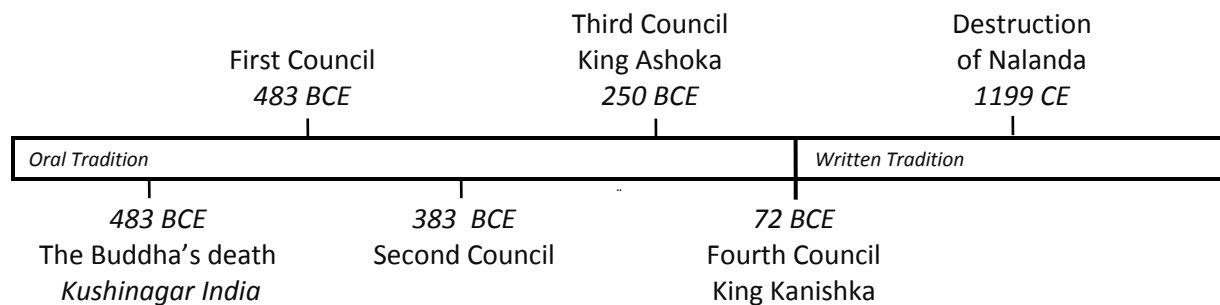 First Council
483 BCE
Third Council
King Ashoka
250 BCE
Destruction
of Nalanda
1199 CE
Oral Tradition
Written Tradition
483 BCE
The Buddha’s death
Kushinagar India
383 BCE
Second Council
72 BCE
Fourth Council
King Kanishka